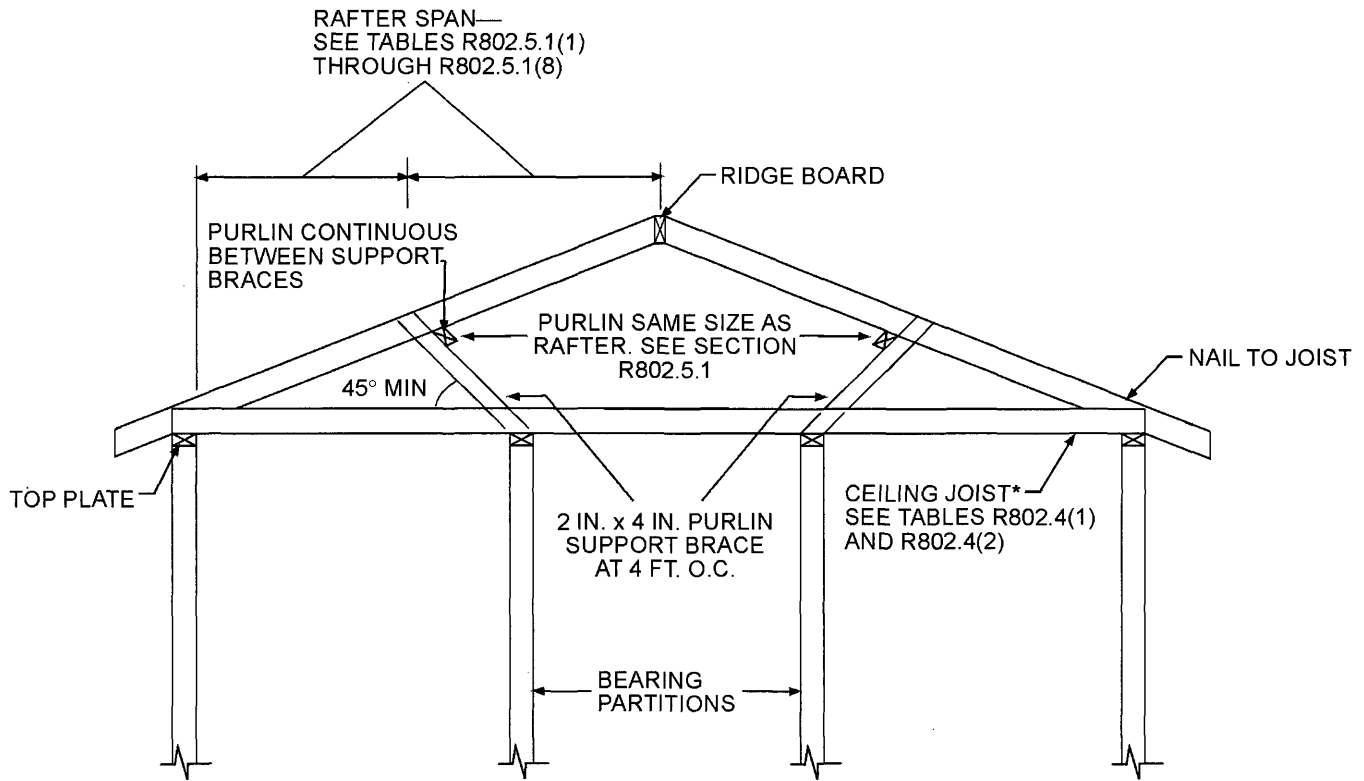 RAFTER SPAN—
SEE TABLES R802.5.1(1)
THROUGH R802.5.1(8)
RIDGE BOARD
PURLIN CONTINUOUS
BETWEEN SUPPORT
BRACES
PURLIN SAME SIZE AS
RAFTER. SEE SECTION
R802.5.1
NAIL TO JOIST
45° MIN
TOP PLATE
2 IN. x 4 IN. PURLIN
SUPPORT BRACE
AT 4 FT. O.C.
CEILING JOIST*
SEE TABLES R802.4(1)
AND R802.4(2)
BEARING
PARTITIONS